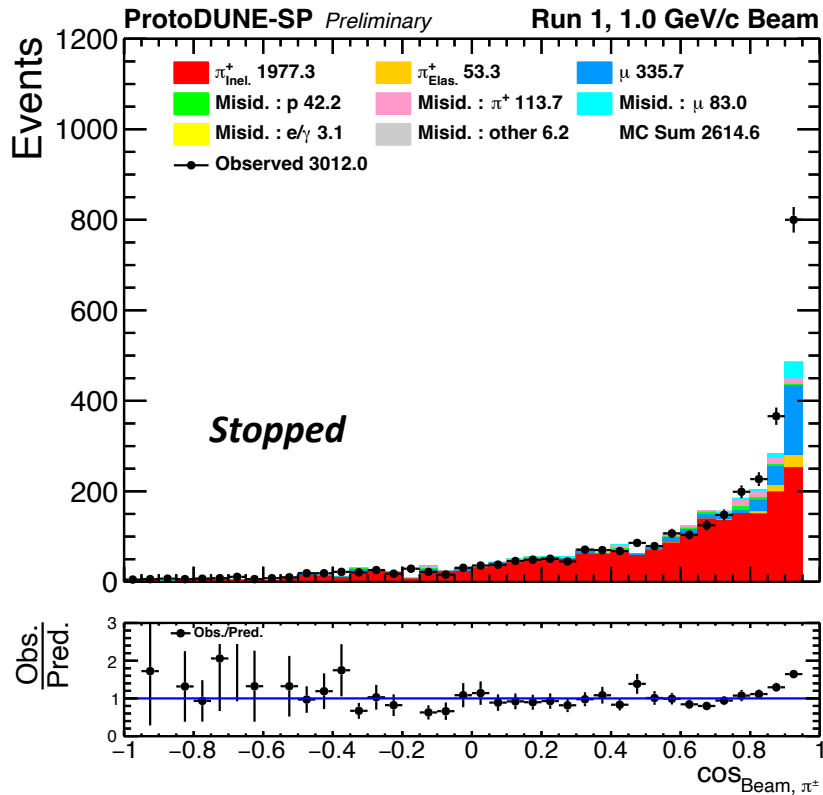 ProtoDUNE-SP Preliminary Run 1, 1.0 GeV/c Beam
Events
1200
1000
800
600
400
200
0
π⁺Inel. 1977.3 π⁺Elas. 53.3 μ 335.7
Misid. : p 42.2 Misid. : π⁺ 113.7 Misid. : μ 83.0
Misid. : e/γ 3.1 Misid. : other 6.2 MC Sum 2614.6
Observed 3012.0
Stopped
Obs.
Pred.
3
2
1
0
Obs./Pred.
-1 -0.8 -0.6 -0.4 -0.2 0 0.2 0.4 0.6 0.8 1
cos Beam, π±